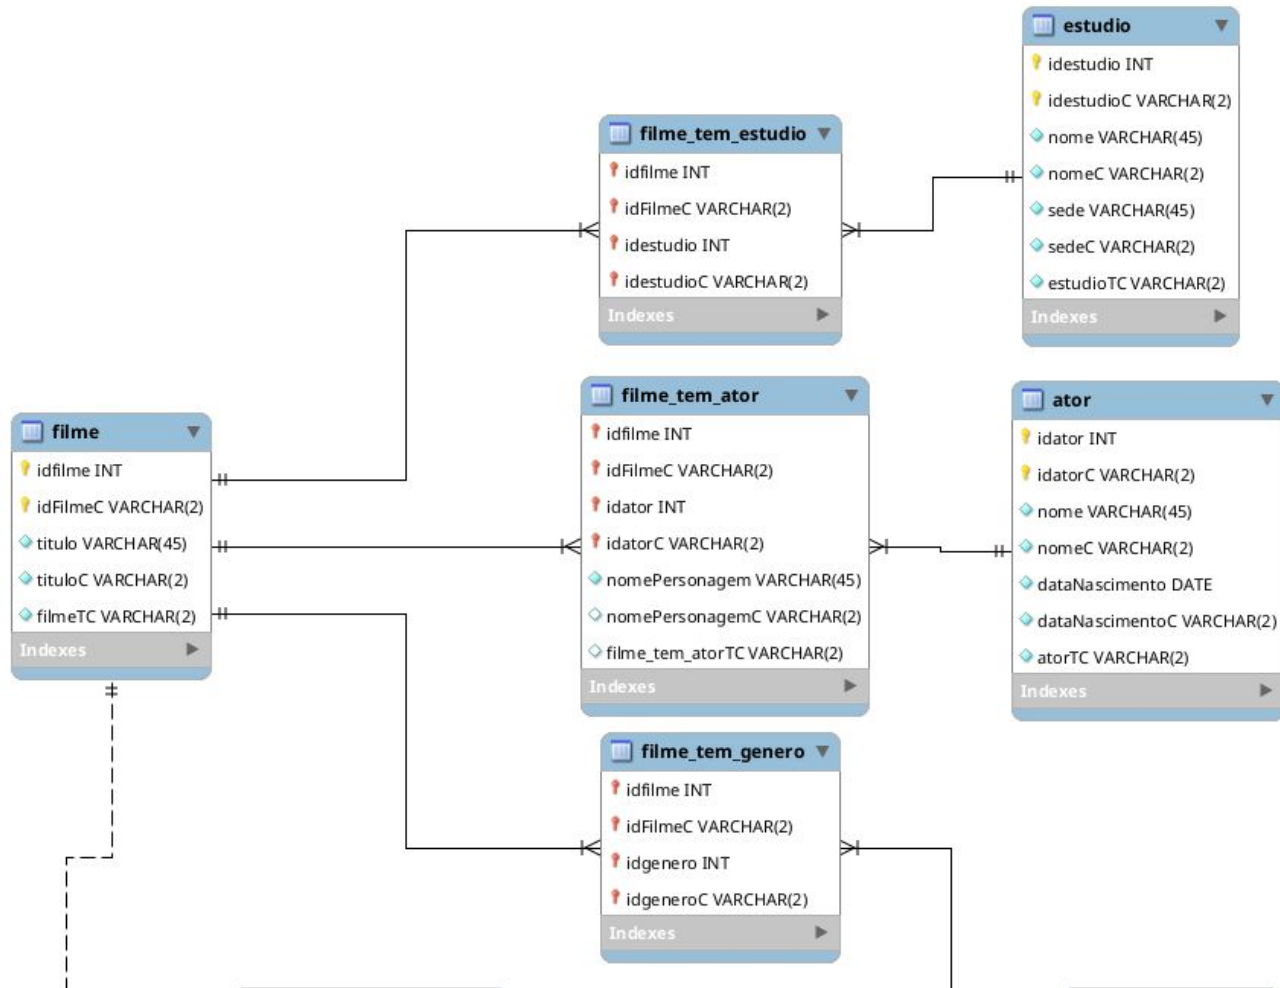 estudio
idestudio INT
idestudioC VARCHAR(2)
nome VARCHAR(45)
nomeC VARCHAR(2)
sede VARCHAR(45)
sedeC VARCHAR(2)
estudioTC VARCHAR(2)
Indexes
filme_tem_estudio
idfilme INT
idFilmeC VARCHAR(2)
idestudio INT
idestudioC VARCHAR(2)
Indexes
filme
idfilme INT
idFilmeC VARCHAR(2)
titulo VARCHAR(45)
tituloC VARCHAR(2)
filmeTC VARCHAR(2)
Indexes
filme_tem_ator
idfilme INT
idFilmeC VARCHAR(2)
idator INT
idatorC VARCHAR(2)
nomePersonagem VARCHAR(45)
nomePersonagemC VARCHAR(2)
filme_tem_atorTC VARCHAR(2)
Indexes
ator
idator INT
idatorC VARCHAR(2)
nome VARCHAR(45)
nomeC VARCHAR(2)
dataNascimento DATE
dataNascimentoC VARCHAR(2)
atorTC VARCHAR(2)
Indexes
filme_tem_genero
idfilme INT
idFilmeC VARCHAR(2)
idgenero INT
idgeneroC VARCHAR(2)
Indexes